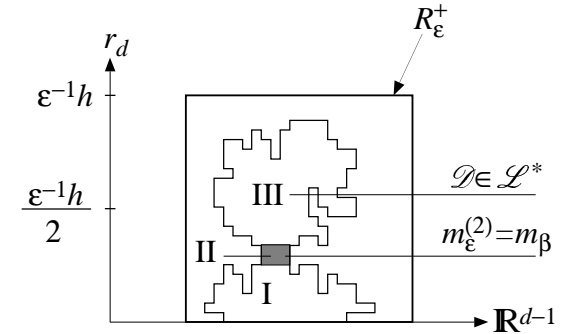 R_ε^+
r_d
ε^{-1}h
III
𝒟∈ ℒ^*
ε^{-1}h
2
m_ε^{(2)}=m_β
II
I
ℝ^{d-1}